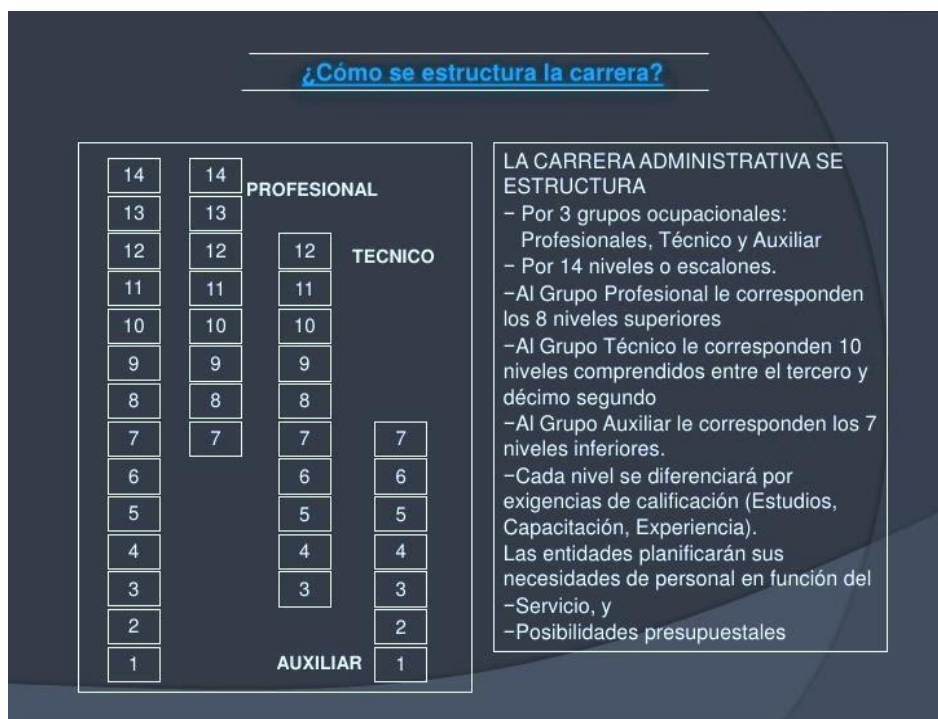 ¿Cómo se estructura la carrera?
14 14 PROFESIONAL
13 13
12 12 12 TECNICO
11 11 11
10 10 10
9 9 9
8 8 8
7 7 7 7
6 6 6
5 5 5
4 4 4
3 3 3
2 2
1 AUXILIAR 1
LA CARRERA ADMINISTRATIVA SE
ESTRUCTURA
– Por 3 grupos ocupacionales:
Profesionales, Técnico y Auxiliar
– Por 14 niveles o escalones.
–Al Grupo Profesional le corresponden
los 8 niveles superiores
–Al Grupo Técnico le corresponden 10
niveles comprendidos entre el tercero y
décimo segundo
–Al Grupo Auxiliar le corresponden los 7
niveles inferiores.
–Cada nivel se diferenciará por
exigencias de calificación (Estudios,
Capacitación, Experiencia).
Las entidades planificarán sus
necesidades de personal en función del
–Servicio, y
–Posibilidades presupuestales